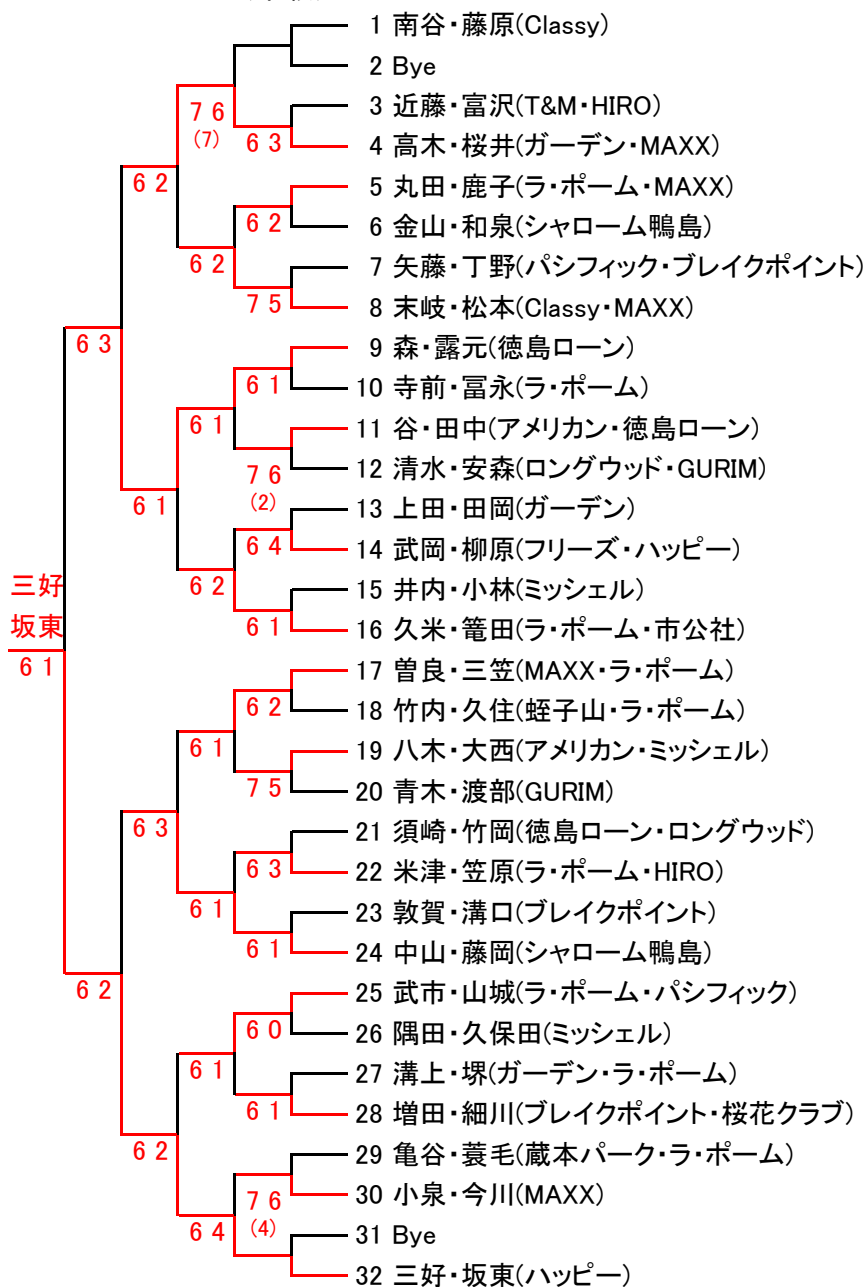 1 南谷・藤原(Classy)
2 Bye
3 近藤・富沢(T&M・HIRO)
4 高木・桜井(ガーデン・MAXX)
5 丸田・鹿子(ラ・ポーム・MAXX)
6 金山・和泉(シャローム鴨島)
7 矢藤・丁野(パシフィック・ブレイクポイント)
8 末岐・松本(Classy・MAXX)
9 森・露元(徳島ローン)
10 寺前・冨永(ラ・ポーム)
11 谷・田中(アメリカン・徳島ローン)
12 清水・安森(ロングウッド・GURIM)
13 上田・田岡(ガーデン)
14 武岡・柳原(フリーズ・ハッピー)
15 井内・小林(ミッシェル)
16 久米・篭田(ラ・ポーム・市公社)
17 曽良・三笠(MAXX・ラ・ポーム)
18 竹内・久住(蛭子山・ラ・ポーム)
19 八木・大西(アメリカン・ミッシェル)
20 青木・渡部(GURIM)
21 須崎・竹岡(徳島ローン・ロングウッド)
22 米津・笠原(ラ・ポーム・HIRO)
23 敦賀・溝口(ブレイクポイント)
24 中山・藤岡(シャローム鴨島)
25 武市・山城(ラ・ポーム・パシフィック)
26 隅田・久保田(ミッシェル)
27 溝上・堺(ガーデン・ラ・ポーム)
28 増田・細川(ブレイクポイント・桜花クラブ)
29 亀谷・蓑毛(蔵本パーク・ラ・ポーム)
30 小泉・今川(MAXX)
31 Bye
32 三好・坂東(ハッピー)
6 3
6 2
7 5
6 1
7 6
(2)
6 4
6 1
6 2
7 5
6 3
6 1
6 0
6 1
7 6
(4)
7 6
(7)
6 2
6 1
6 2
6 1
6 1
6 1
6 4
6 2
6 1
6 3
6 2
6 3
6 2
三好
坂東
6 1